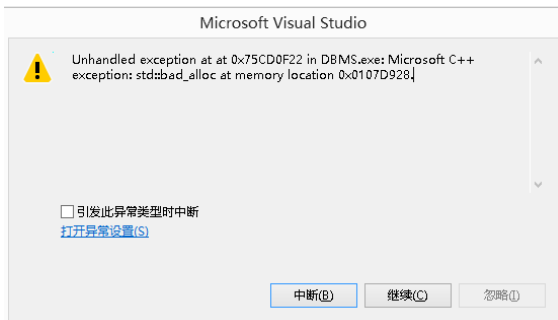 Microsoft Visual Studio
Unhandled exception at at 0x75CD0F22 in DBMS.exe: Microsoft C++
exception: std::bad_alloc at memory location 0x0107D928.
引发此异常类型时中断
打开异常设置(S)
中断(B) 继续(C) 忽略(I)